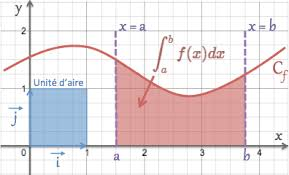 y
x = a
x = b
2
∫_a^b f(x)dx
C_f
Unité d'aire
1
j
x
0
i
1
a
2
3
b
4